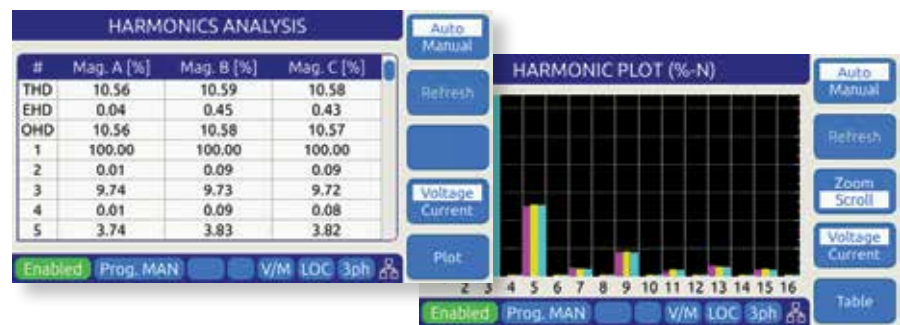 HARMONICS ANALYSIS
Auto
Manual
# Mag. A [%] Mag. B [%] Mag. C [%]
THD 10.56 10.59 10.58
EHD 0.04 0.45 0.43
OHD 10.56 10.58 10.57
1 100.00 100.00 100.00
2 0.01 0.09 0.09
3 9.74 9.73 9.72
4 0.01 0.09 0.08
5 3.74 3.83 3.82
Refresh
Voltage
Current
Plot
Enabled Prog. MAN V/M LOC 3ph
HARMONIC PLOT (%-N)
Auto
Manual
Refresh
Zoom
Scroll
Voltage
Current
Table
2 3 4 5 6 7 8 9 10 11 12 13 14 15 16
Enabled Prog. MAN V/M LOC 3ph